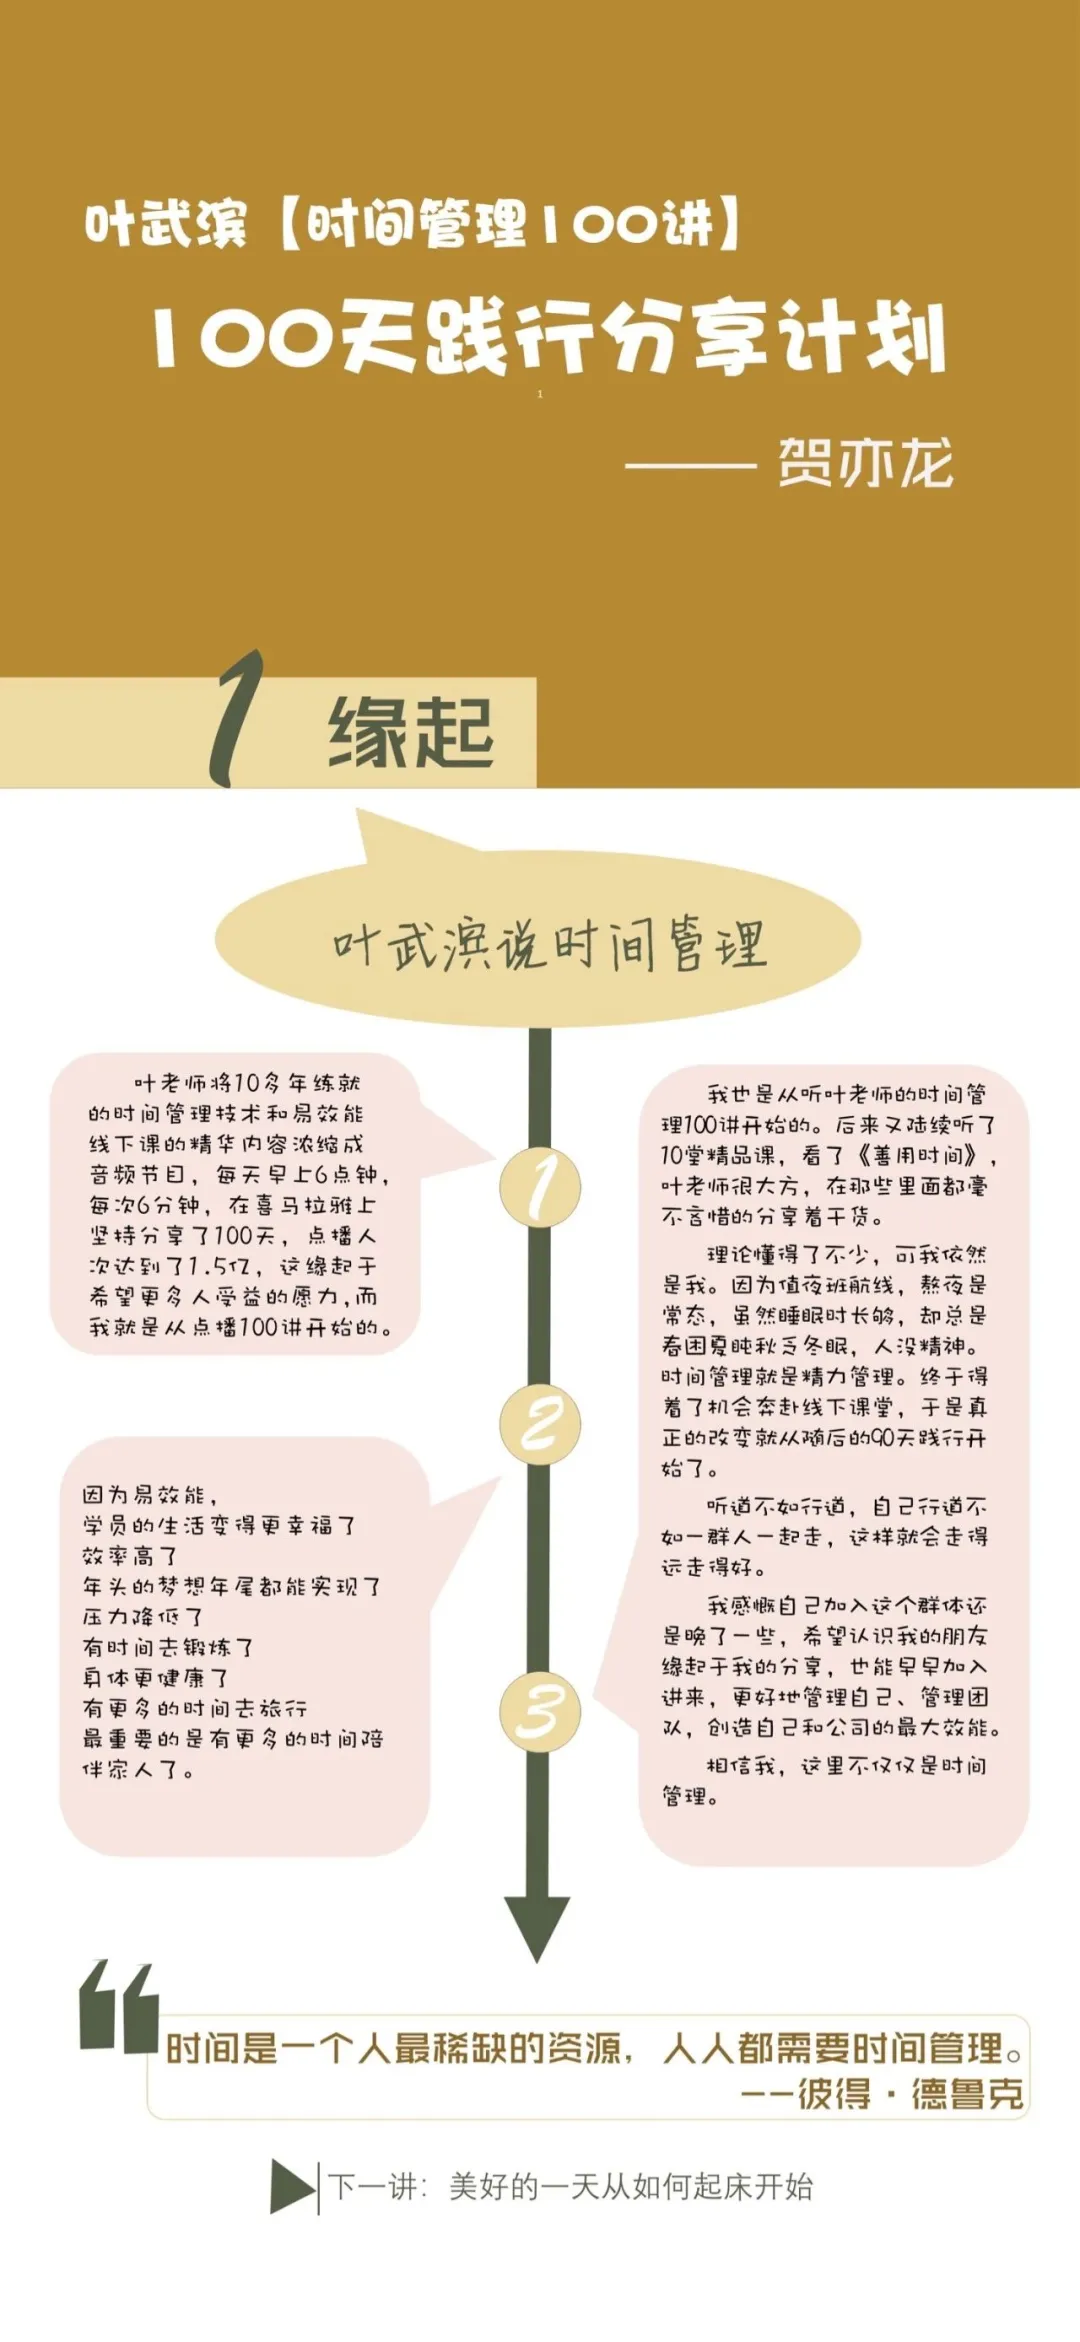 叶武滨【时间管理100讲】
100天践行分享计划
1
—— 贺亦龙
1 缘起
叶武滨说时间管理
叶老师将10多年练就
的时间管理技术和易效能
线下课的精华内容浓缩成
音频节目，每天早上6点钟，
每次6分钟，在喜马拉雅上
坚持分享了100天，点播人
次达到了1.5亿，这缘起于
希望更多人受益的愿力,而
我就是从点播100讲开始的。
1
2
因为易效能，
学员的生活变得更幸福了
效率高了
年头的梦想年尾都能实现了
压力降低了
有时间去锻炼了
身体更健康了
有更多的时间去旅行
最重要的是有更多的时间陪
伴家人了。
3
我也是从听叶老师的时间管
理100讲开始的。后来又陆续听了
10堂精品课，看了《善用时间》，
叶老师很大方，在那些里面都毫
不言惜的分享着干货。
理论懂得了不少，可我依然
是我。因为值夜班航线，熬夜是
常态，虽然睡眠时长够，却总是
春困夏盹秋乏冬眠，人没精神。
时间管理就是精力管理。终于得
着了机会奔赴线下课堂，于是真
正的改变就从随后的90天践行开
始了。
听道不如行道，自己行道不
如一群人一起走，这样就会走得
远走得好。
我感慨自己加入这个群体还
是晚了一些，希望认识我的朋友
缘起于我的分享，也能早早加入
进来，更好地管理自己、管理团
队，创造自己和公司的最大效能。
相信我，这里不仅仅是时间
管理。
时间是一个人最稀缺的资源，人人都需要时间管理。
--彼得·德鲁克
下一讲：美好的一天从如何起床开始